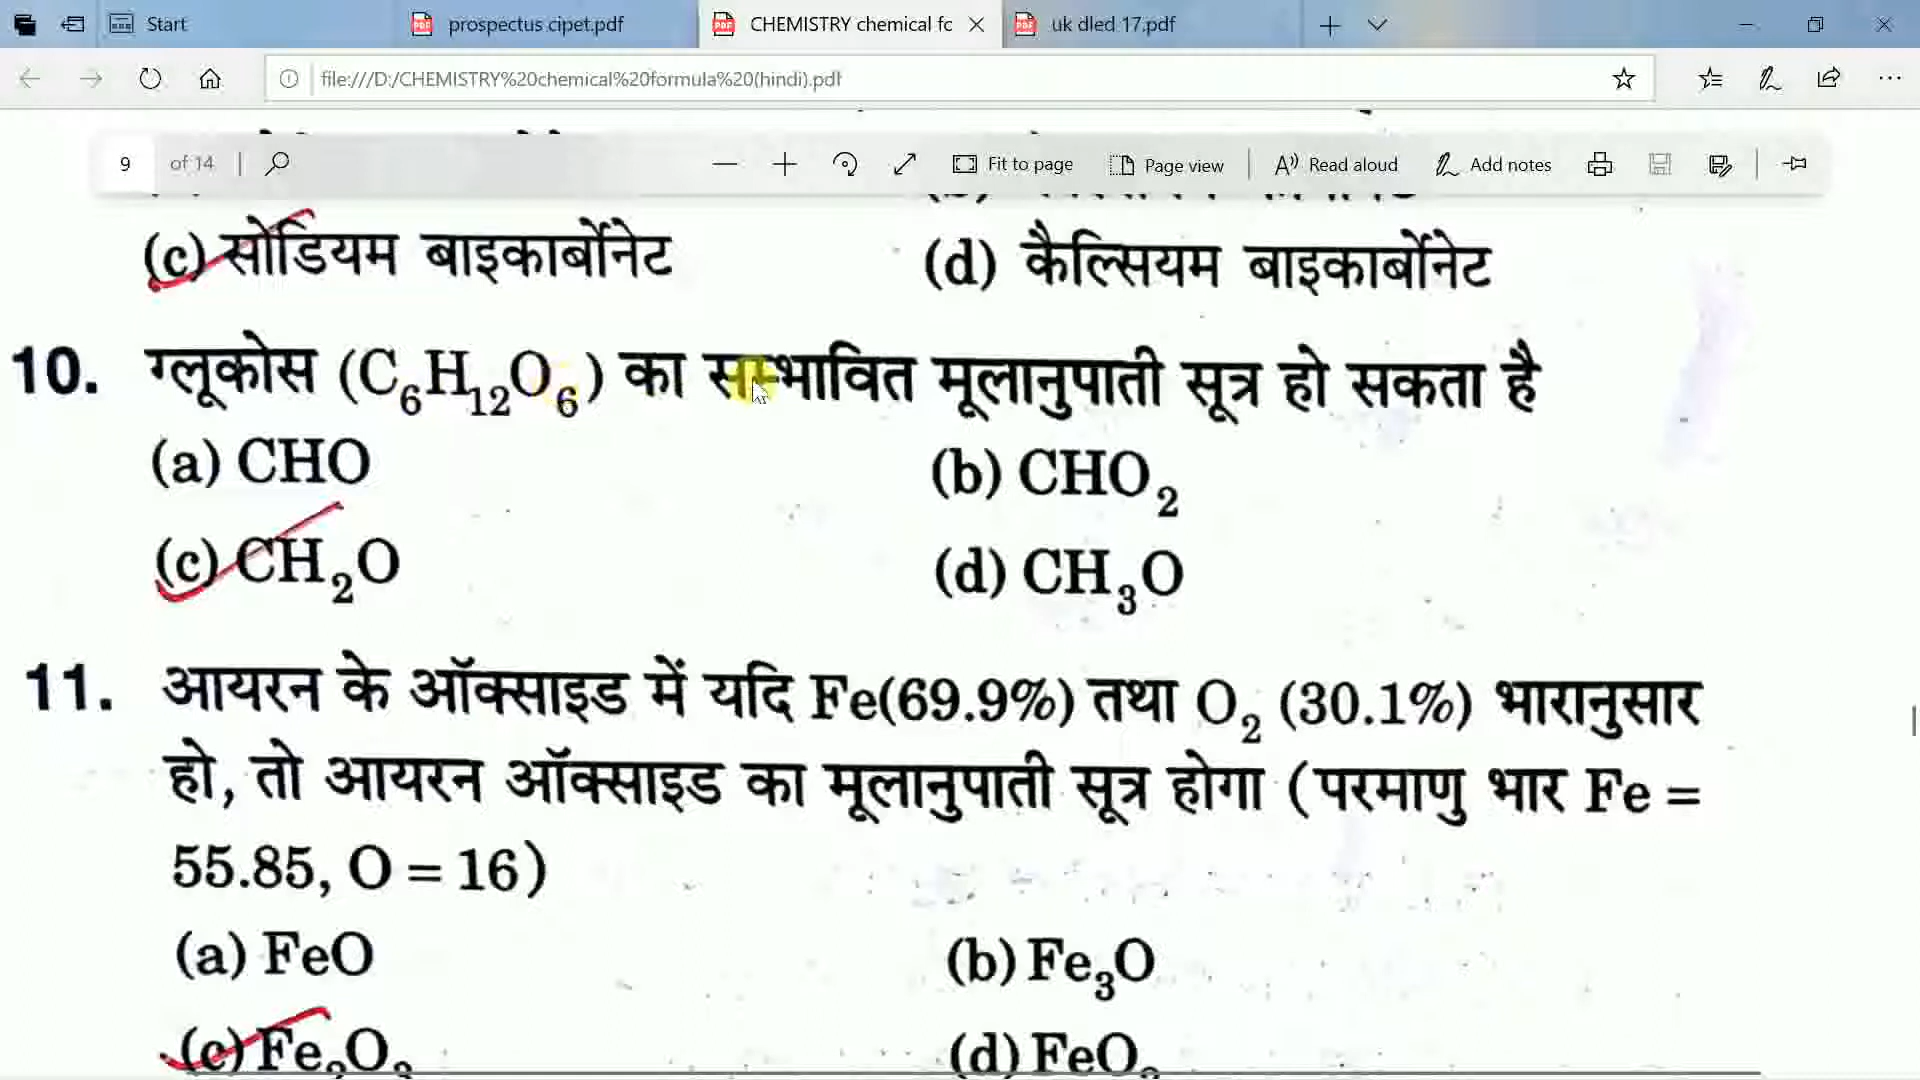 Start
prospectus cipet.pdf
CHEMISTRY chemical fc
uk dled 17.pdf
file:///D:/CHEMISTRY%20chemical%20formula%20(hindi).pdf
9 of 14
Fit to page
Page view
Read aloud
Add notes
(c) सोडियम बाइकार्बोनेट
(d) कैल्सियम बाइकार्बोनेट
10. ग्लूकोस (C₆H₁₂O₆) का सम्भावित मूलानुपाती सूत्र हो सकता है
(a) CHO
(b) CHO₂
(c) CH₂O
(d) CH₃O
11. आयरन के ऑक्साइड में यदि Fe(69.9%) तथा O₂ (30.1%) भारानुसार
हो, तो आयरन ऑक्साइड का मूलानुपाती सूत्र होगा (परमाणु भार Fe =
55.85, O = 16)
(a) FeO
(b) Fe₃O
(c) Fe₂O₃
(d) FeO₂